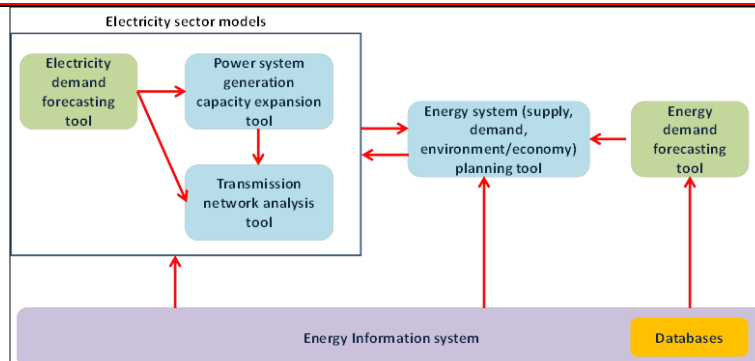 Electricity sector models
Electricity
demand
forecasting
tool
Power system
generation
capacity expansion
tool
Transmission
network analysis
tool
Energy system (supply,
demand,
environment/economy)
planning tool
Energy
demand
forecasting
tool
Energy Information system
Databases